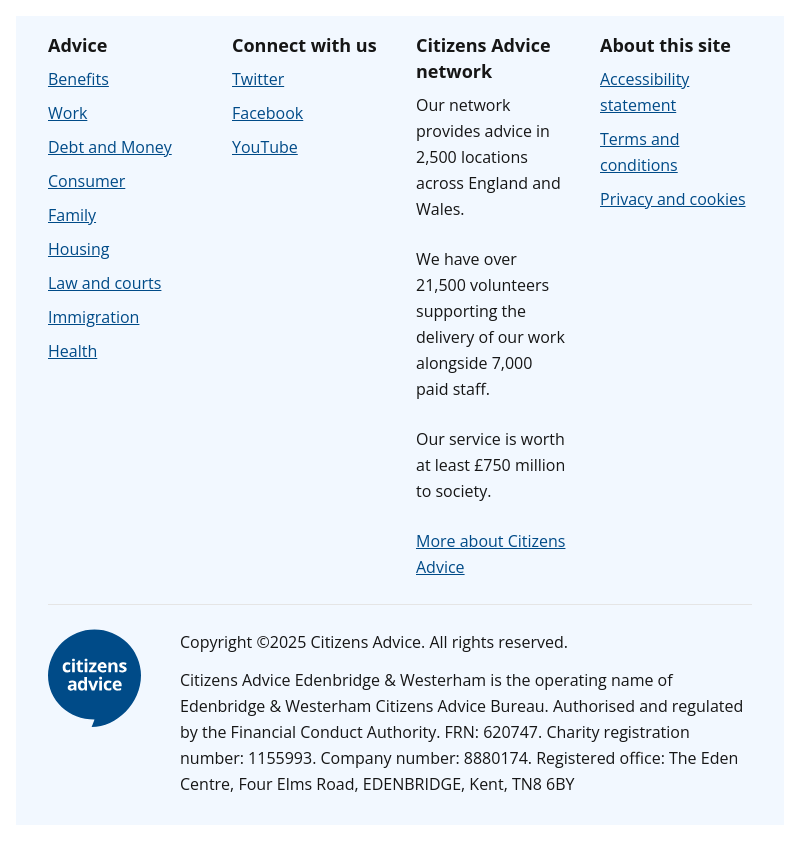 Advice
Benefits
Work
Debt and Money
Consumer
Family
Housing
Law and courts
Immigration
Health
Connect with us
Twitter
Facebook
YouTube
Citizens Advice
network
Our network
provides advice in
2,500 locations
across England and
Wales.
We have over
21,500 volunteers
supporting the
delivery of our work
alongside 7,000
paid staff.
Our service is worth
at least £750 million
to society.
More about Citizens
Advice
About this site
Accessibility
statement
Terms and
conditions
Privacy and cookies
citizens
advice
Copyright ©2025 Citizens Advice. All rights reserved.
Citizens Advice Edenbridge & Westerham is the operating name of
Edenbridge & Westerham Citizens Advice Bureau. Authorised and regulated
by the Financial Conduct Authority. FRN: 620747. Charity registration
number: 1155993. Company number: 8880174. Registered office: The Eden
Centre, Four Elms Road, EDENBRIDGE, Kent, TN8 6BY